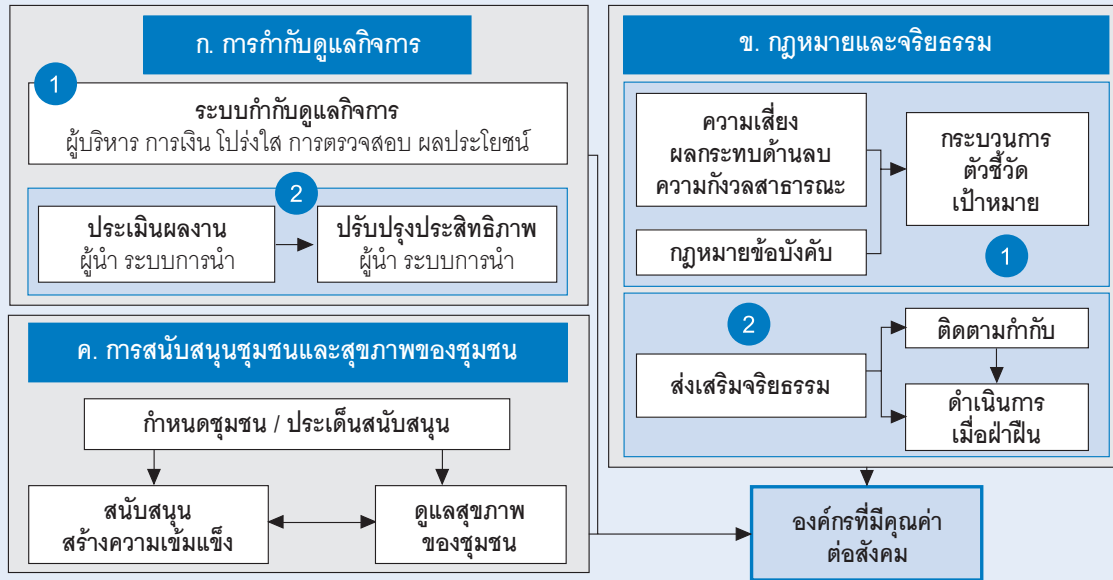 ก. การกำกับดูแลกิจการ
1
ระบบกำกับดูแลกิจการ
ผู้บริหาร การเงิน โปร่งใส การตรวจสอบ ผลประโยชน์
2
ประเมินผลงาน
ผู้นำ ระบบการนำ
ปรับปรุงประสิทธิภาพ
ผู้นำ ระบบการนำ
ข. กฎหมายและจริยธรรม
ความเสี่ยง
ผลกระทบด้านลบ
ความกังวลสาธารณะ
กฎหมายข้อบังคับ
กระบวนการ
ตัวชี้วัด
เป้าหมาย
1
2
ส่งเสริมจริยธรรม
ติดตามกำกับ
ดำเนินการ
เมื่อฝ่าฝืน
ค. การสนับสนุนชุมชนและสุขภาพของชุมชน
กำหนดชุมชน / ประเด็นสนับสนุน
สนับสนุน
สร้างความเข้มแข็ง
ดูแลสุขภาพ
ของชุมชน
องค์กรที่มีคุณค่า
ต่อสังคม